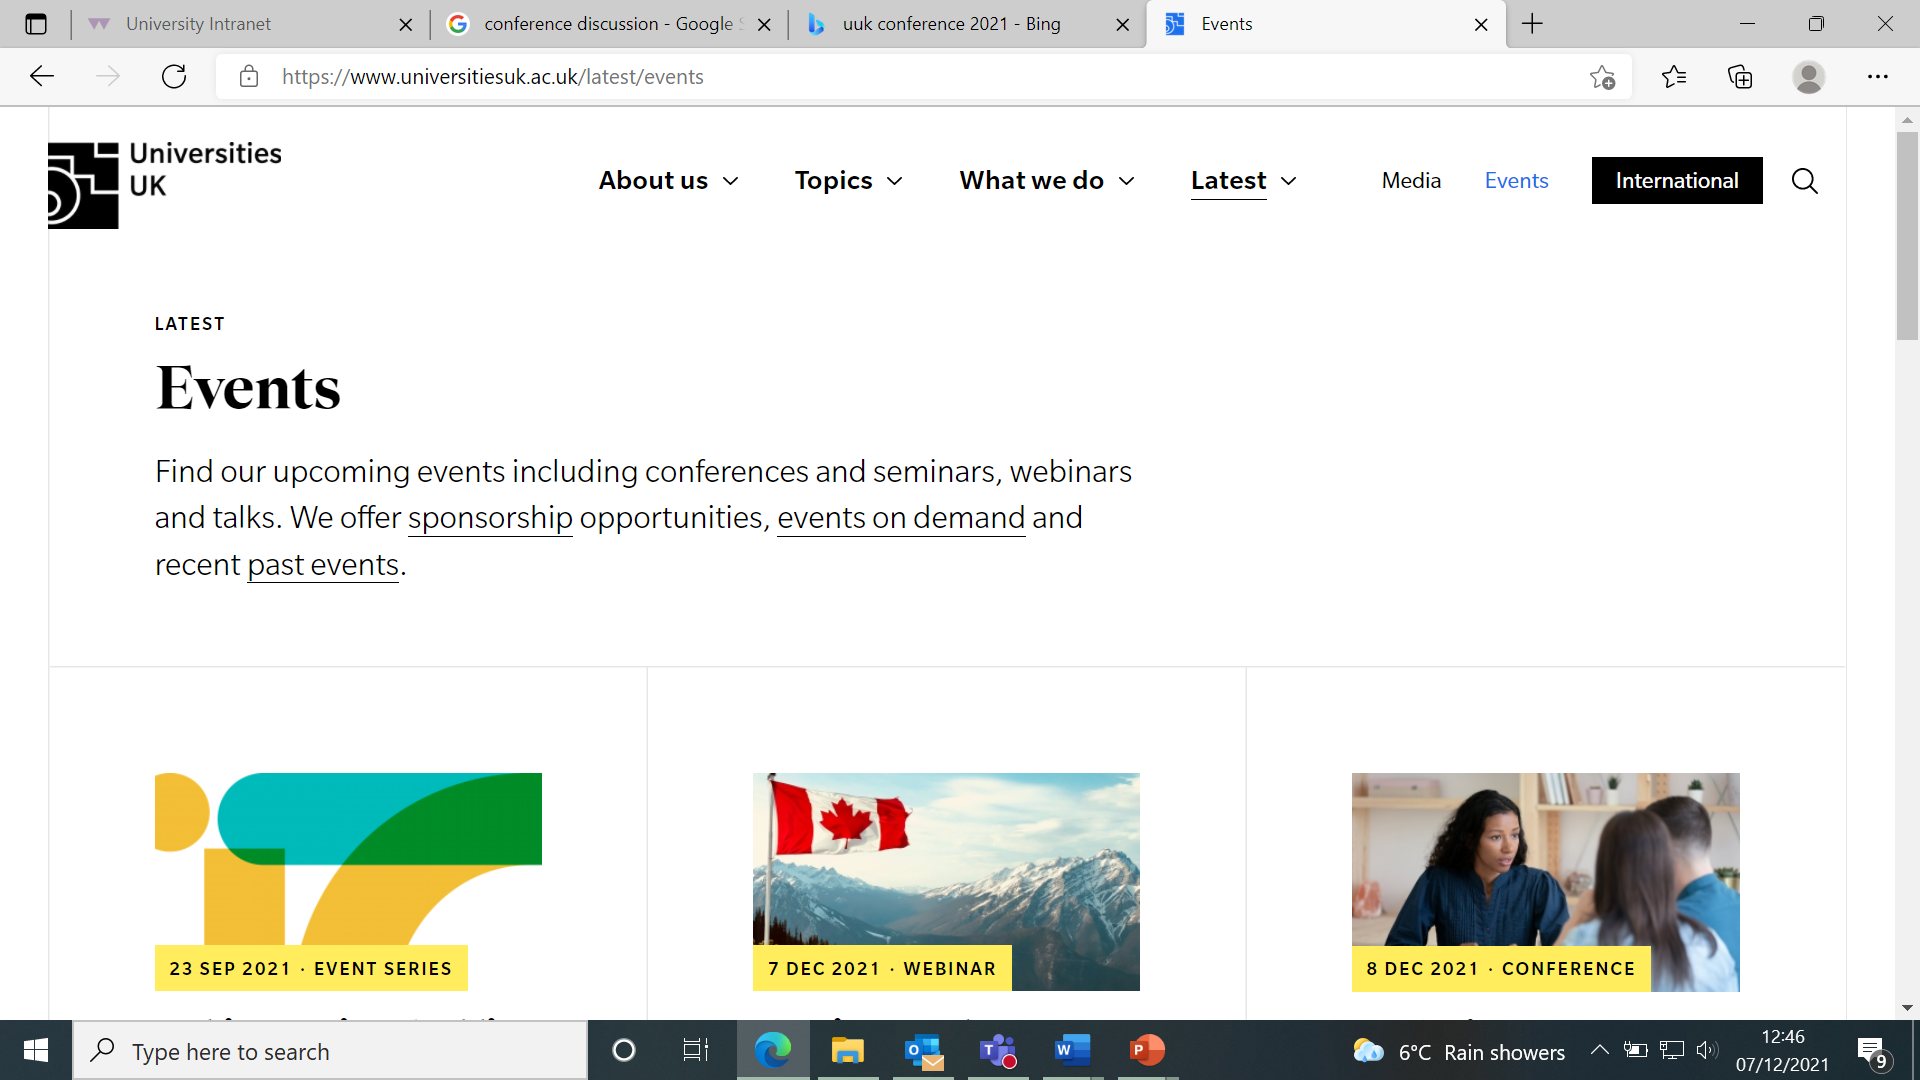 University Intranet
conference discussion - Google S
uuk conference 2021 - Bing
Events
https://www.universitiesuk.ac.uk/latest/events
Universities
UK
About us
Topics
What we do
Latest
Media
Events
International
LATEST
Events
Find our upcoming events including conferences and seminars, webinars
and talks. We offer sponsorship opportunities, events on demand and
recent past events.
23 SEP 2021 · EVENT SERIES
7 DEC 2021 · WEBINAR
8 DEC 2021 · CONFERENCE
Type here to search
6°C Rain showers
12:46
07/12/2021
9